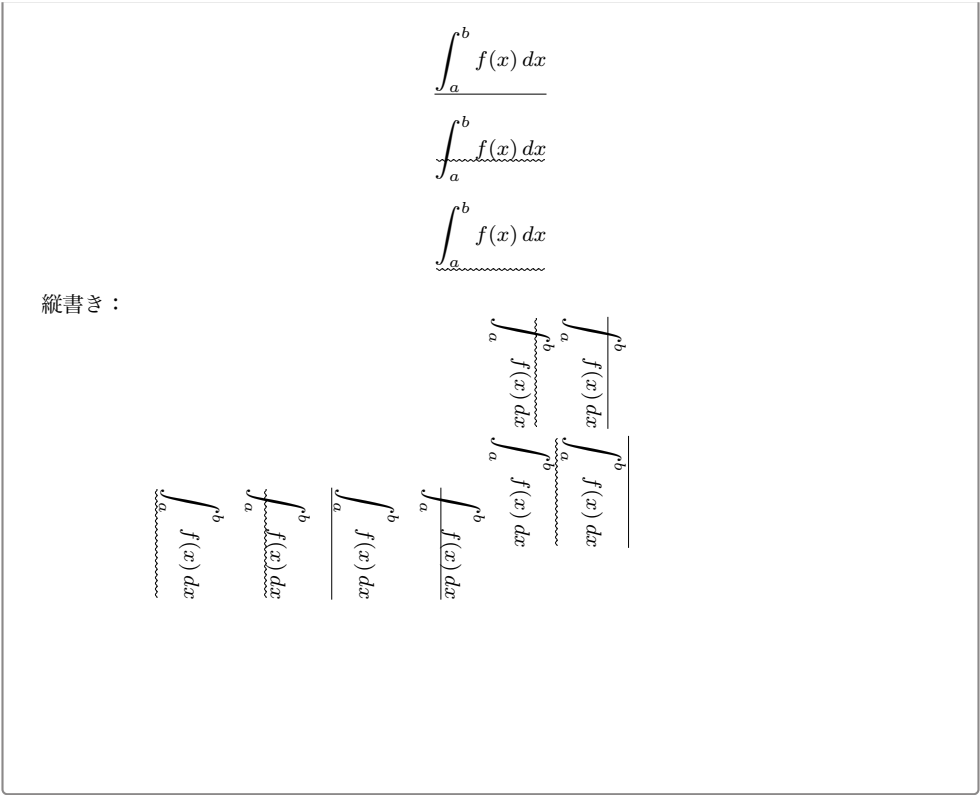 ∫_a^b f(x) dx
∫_a^b f(x) dx
∫_a^b f(x) dx
縦書き：
∫_a^b f(x) dx
∫_a^b f(x) dx
∫_a^b f(x) dx
∫_a^b f(x) dx
∫_a^b f(x) dx
∫_a^b f(x) dx
∫_a^b f(x) dx
∫_a^b f(x) dx